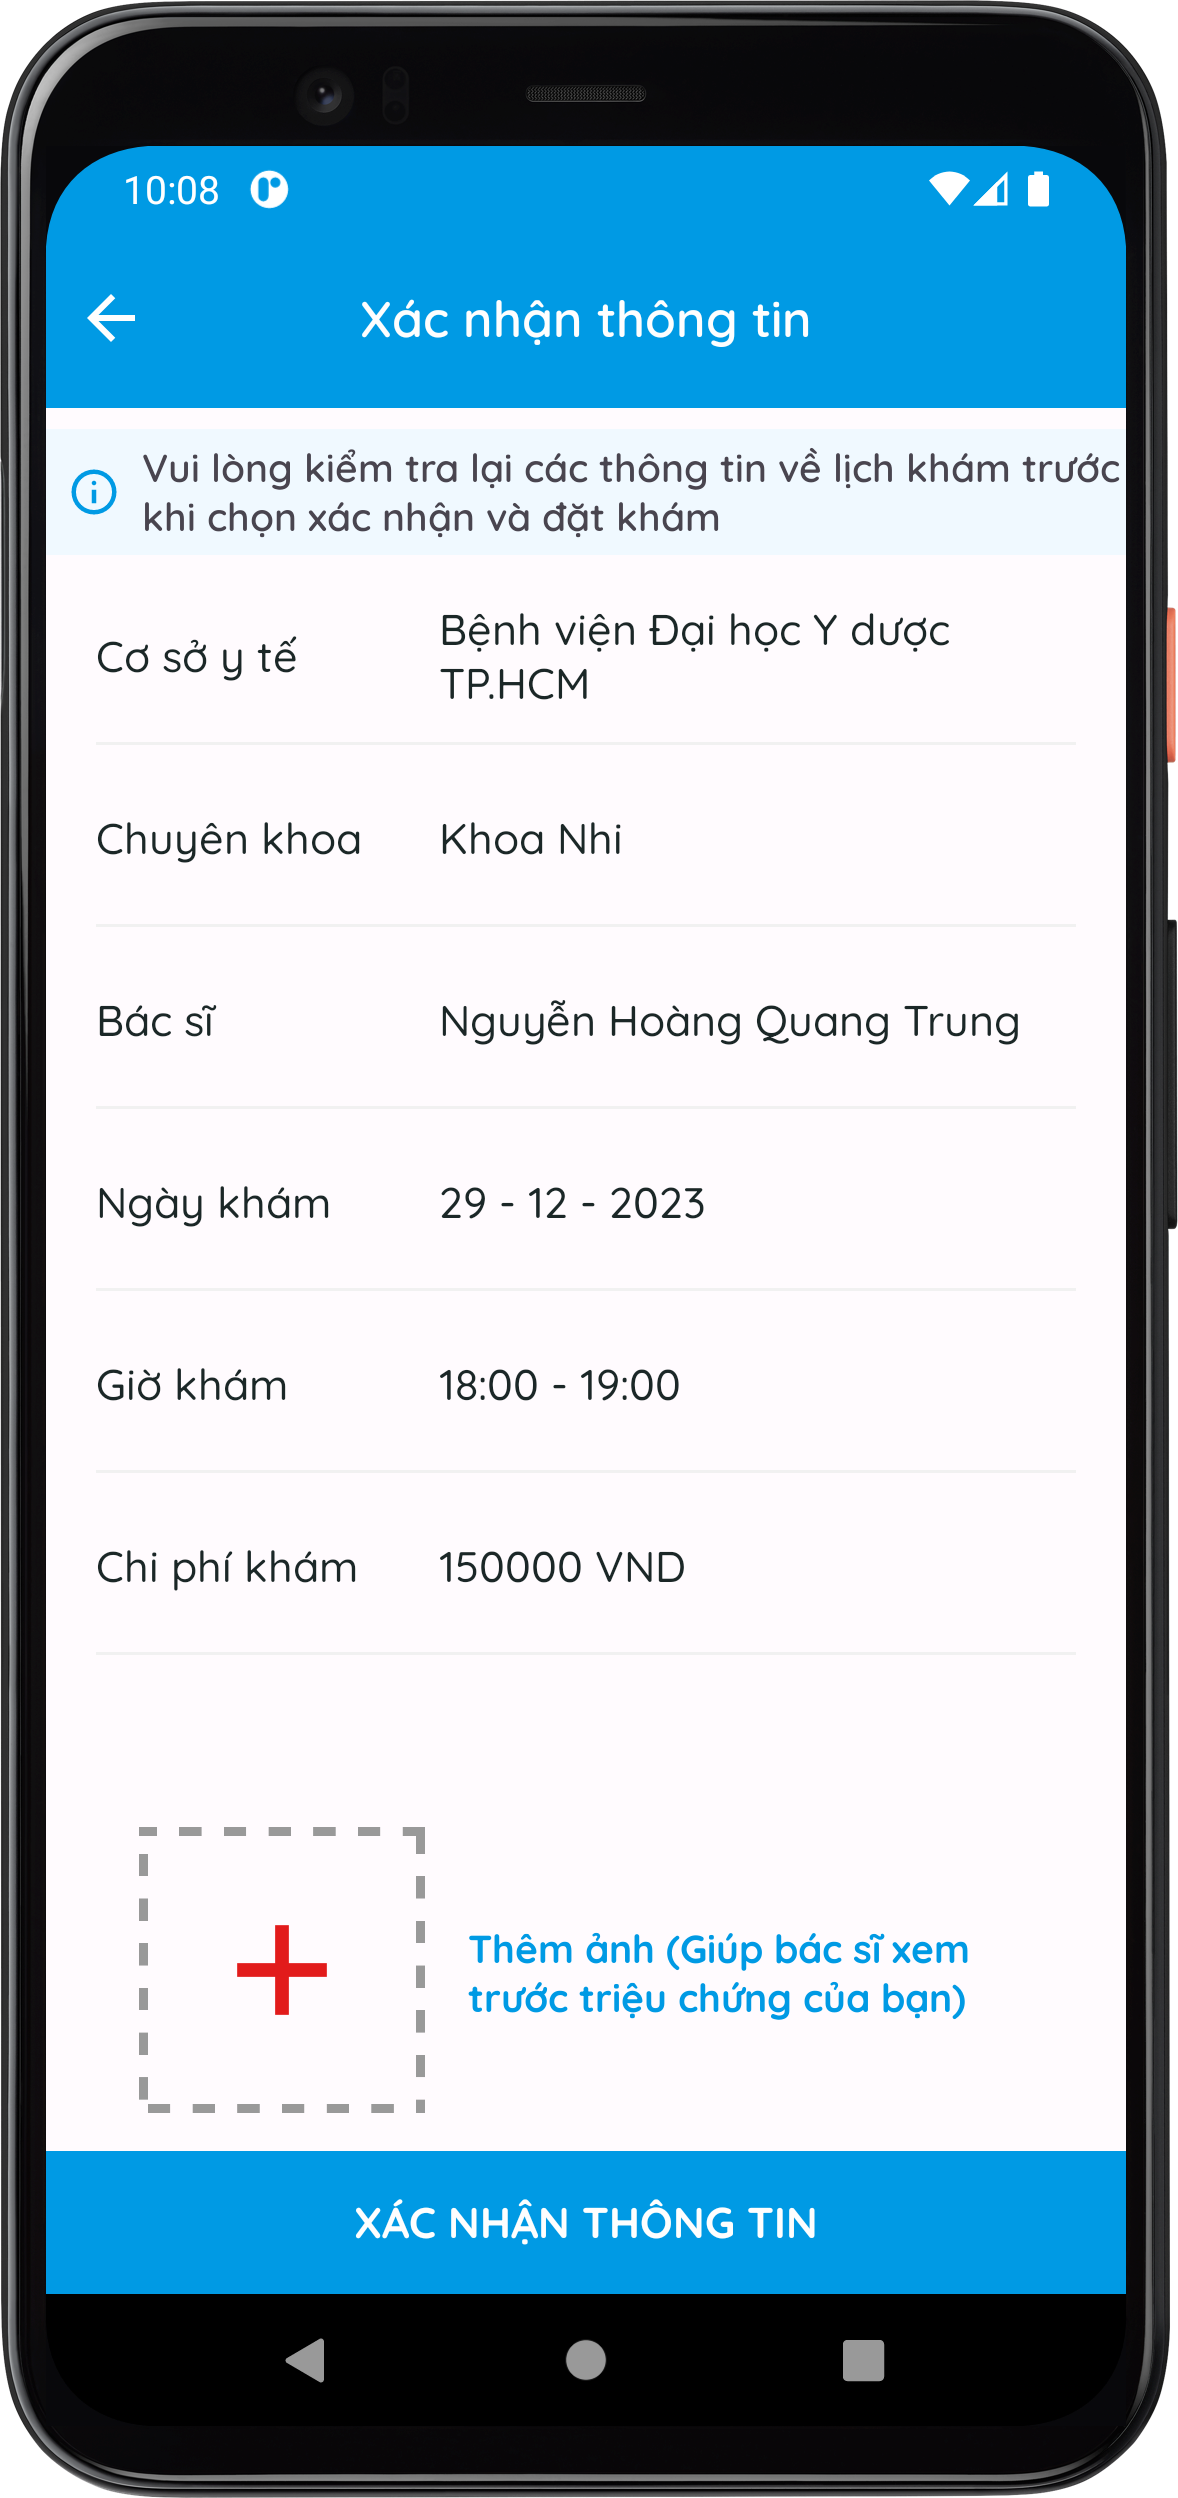 10:08
Xác nhận thông tin
Vui lòng kiểm tra lại các thông tin về lịch khám trước
khi chọn xác nhận và đặt khám
Cơ sở y tế
Bệnh viện Đại học Y dược
TP.HCM
Chuyên khoa
Khoa Nhi
Bác sĩ
Nguyễn Hoàng Quang Trung
Ngày khám
29 - 12 - 2023
Giờ khám
18:00 - 19:00
Chi phí khám
150000 VND
Thêm ảnh (Giúp bác sĩ xem
trước triệu chứng của bạn)
XÁC NHẬN THÔNG TIN